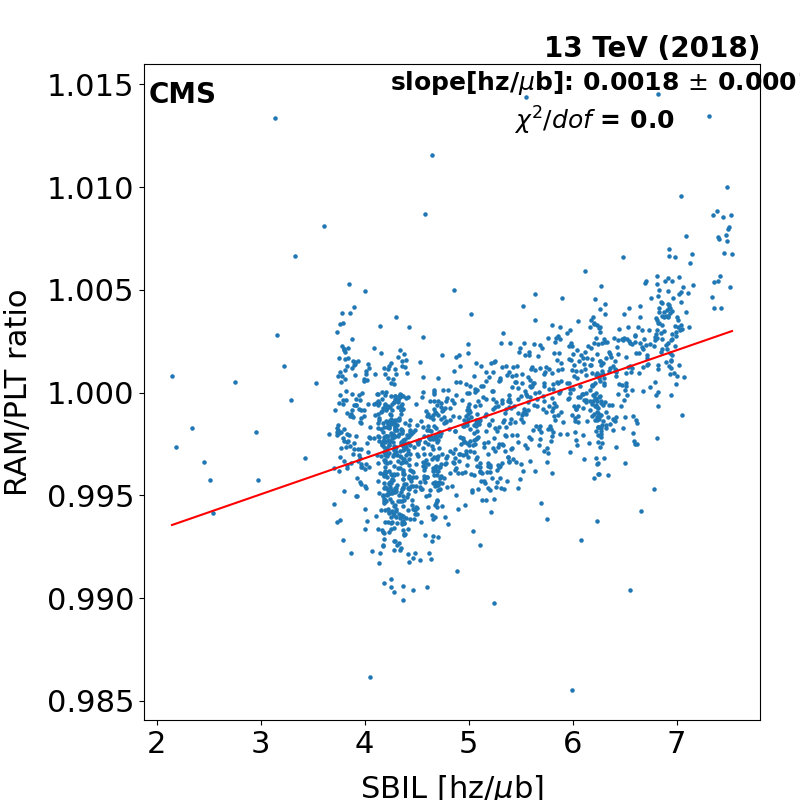 13 TeV (2018)
CMS
slope[hz/μb]: 0.0018 ± 0.000
χ²/dof = 0.0
1.015
1.010
1.005
1.000
0.995
0.990
0.985
RAM/PLT ratio
2 3 4 5 6 7
SBIL [hz/μb]